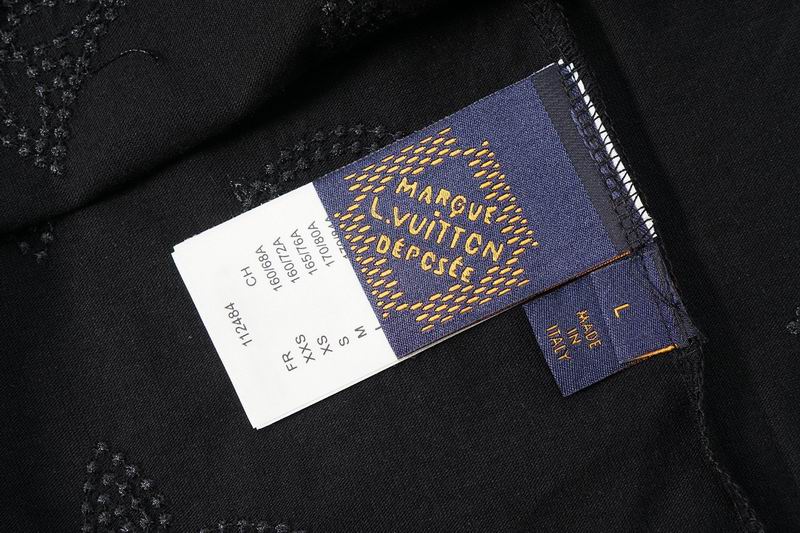 MARQUE
L.VUITTON
DÉPOSÉE
L
MADE
IN
ITALY
112484
CH
160/68A
160/72A
165/76A
170/80A
FR
XXS
XS
S
M